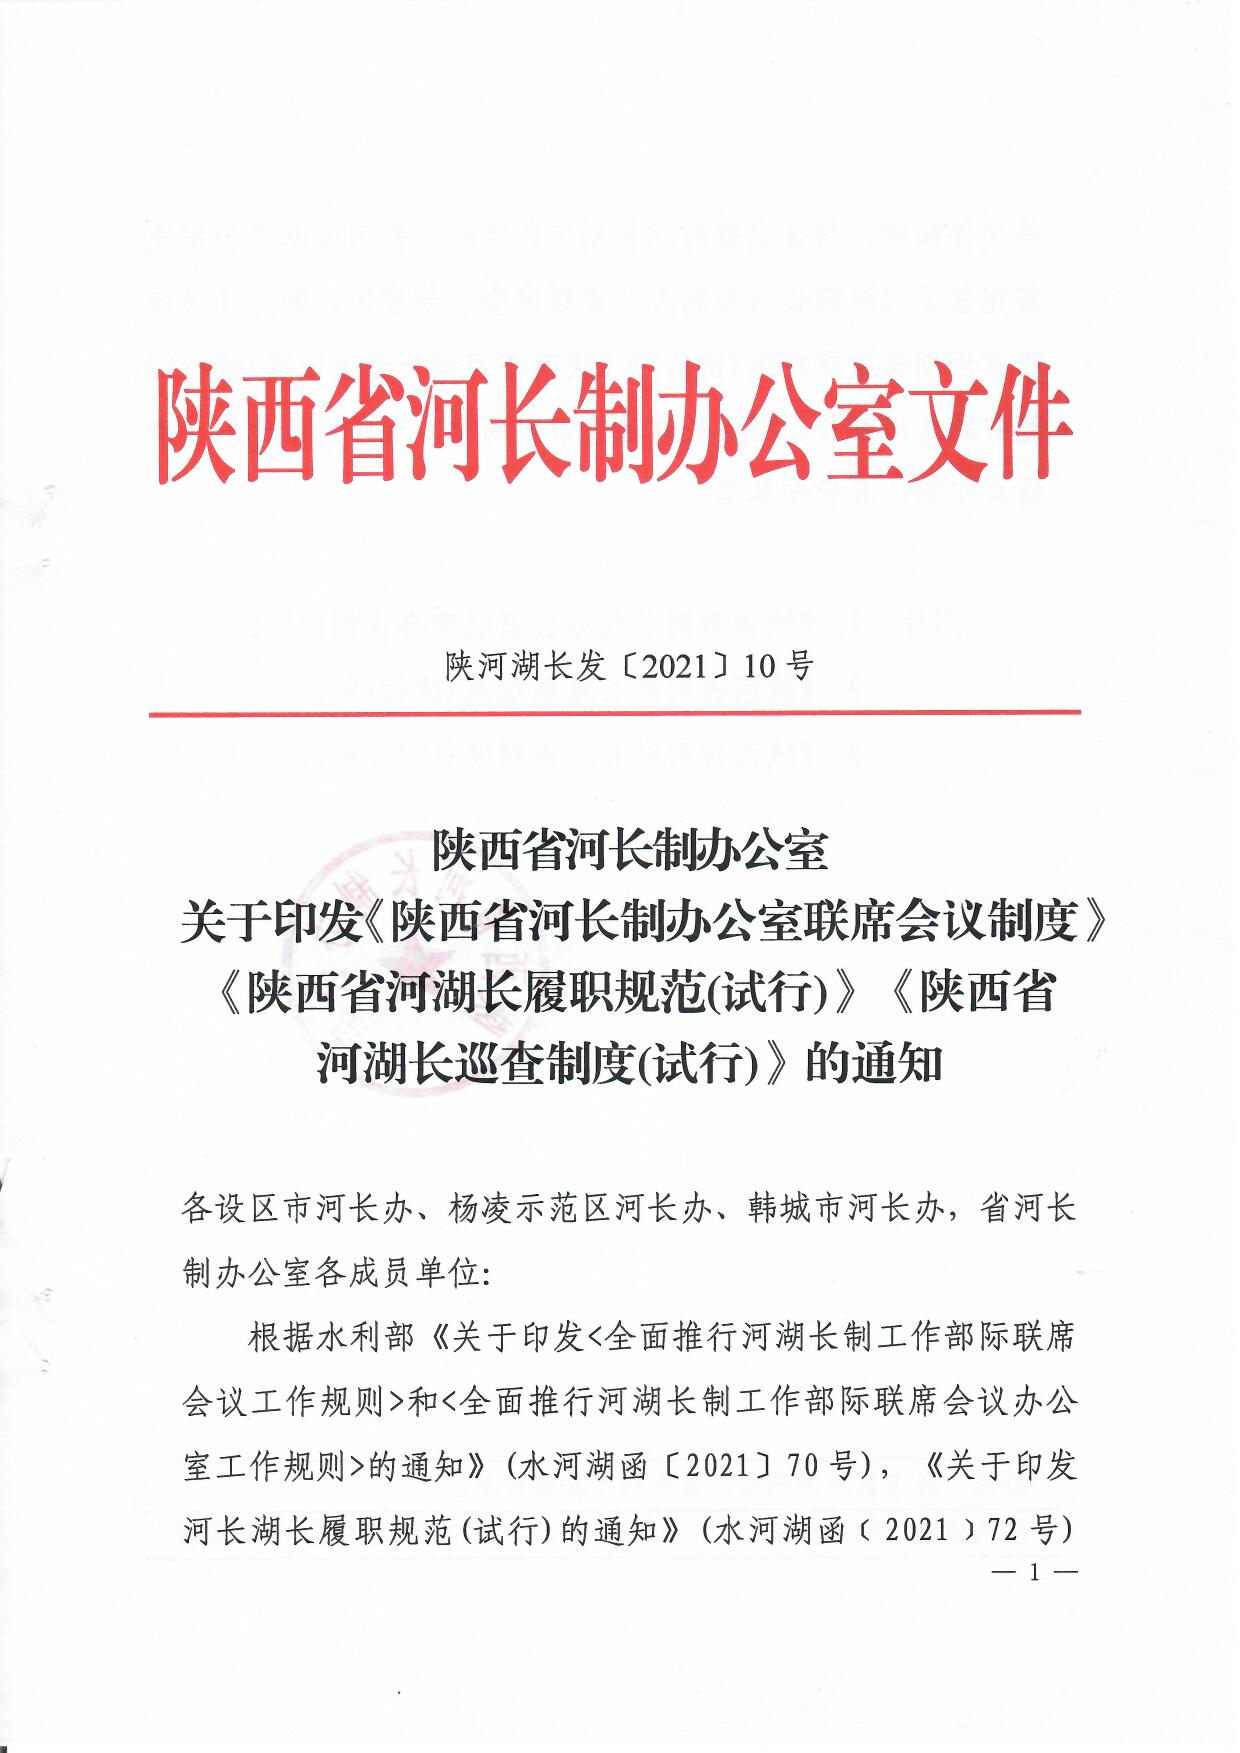 陕西省河长制办公室文件
陕河湖长发〔2021〕10号
陕西省河长制办公室
关于印发《陕西省河长制办公室联席会议制度》
《陕西省河湖长履职规范(试行)》《陕西省
河湖长巡查制度(试行)》的通知
各设区市河长办、杨凌示范区河长办、韩城市河长办，省河长
制办公室各成员单位:
根据水利部《关于印发<全面推行河湖长制工作部际联席
会议工作规则>和<全面推行河湖长制工作部际联席会议办公
室工作规则>的通知》(水河湖函〔2021〕70号)，《关于印发
河长湖长履职规范(试行)的通知》(水河湖函﹝2021﹞72号)
— 1 —